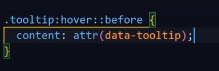 .tooltip:hover::before {
  content: attr(data-tooltip);
}